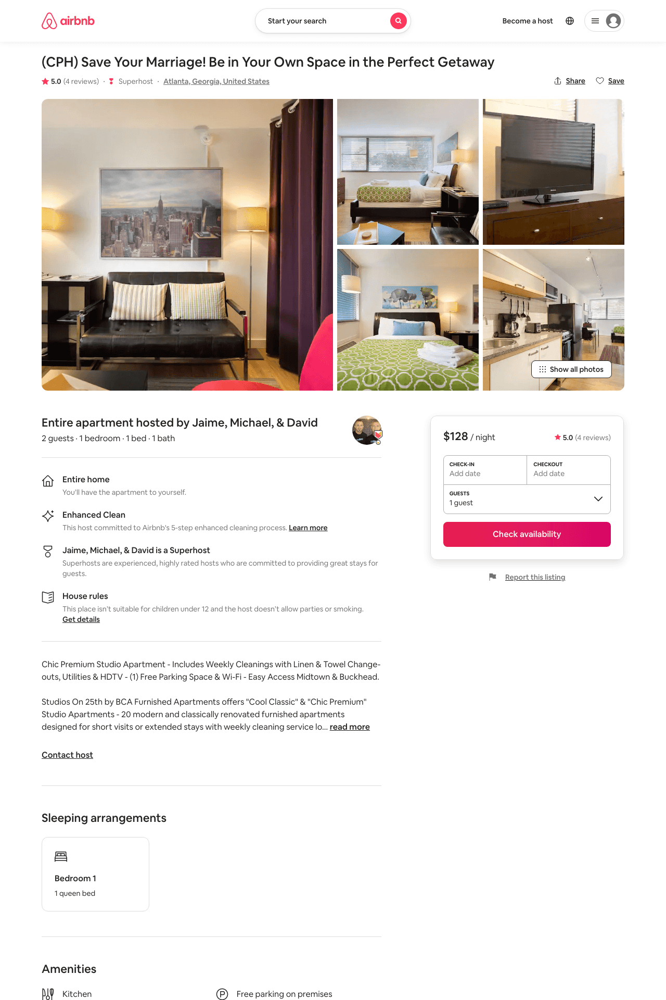 airbnb
Start your search
Become a host
(CPH) Save Your Marriage! Be in Your Own Space in the Perfect Getaway
5.0 (4 reviews) · Superhost · Atlanta, Georgia, United States
Share
Save
Show all photos
Entire apartment hosted by Jaime, Michael, & David
2 guests · 1 bedroom · 1 bed · 1 bath
$128 / night
5.0 (4 reviews)
CHECK-IN
Add date
CHECKOUT
Add date
GUESTS
1 guest
Check availability
Report this listing
Entire home
You’ll have the apartment to yourself.
Enhanced Clean
This host committed to Airbnb's 5-step enhanced cleaning process. Learn more
Jaime, Michael, & David is a Superhost
Superhosts are experienced, highly rated hosts who are committed to providing great stays for
guests.
House rules
This place isn’t suitable for children under 12 and the host doesn’t allow parties or smoking.
Get details
Chic Premium Studio Apartment - Includes Weekly Cleanings with Linen & Towel Change-
outs, Utilities & HDTV - (1) Free Parking Space & Wi-Fi - Easy Access Midtown & Buckhead.
Studios On 25th by BCA Furnished Apartments offers "Cool Classic" & "Chic Premium"
Studio Apartments - 20 modern and classically renovated furnished apartments
designed for short visits or extended stays with weekly cleaning service lo... read more
Contact host
Sleeping arrangements
Bedroom 1
1 queen bed
Amenities
Kitchen
Free parking on premises